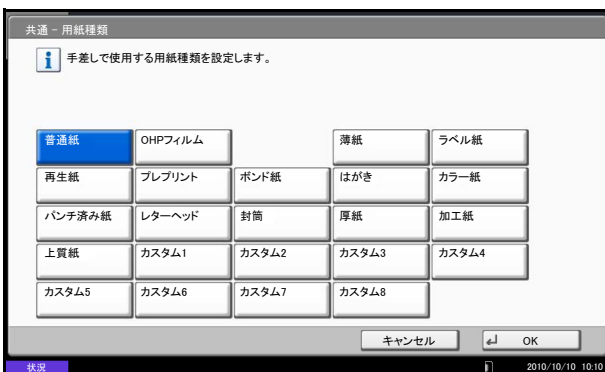 共通 - 用紙種類
手差しで使用する用紙種類を設定します。
普通紙 OHPフィルム 薄紙 ラベル紙
再生紙 プレプリント ボンド紙 はがき カラー紙
パンチ済み紙 レターヘッド 封筒 厚紙 加工紙
上質紙 カスタム1 カスタム2 カスタム3 カスタム4
カスタム5 カスタム6 カスタム7 カスタム8
キャンセル OK
状況 2010/10/10 10:10